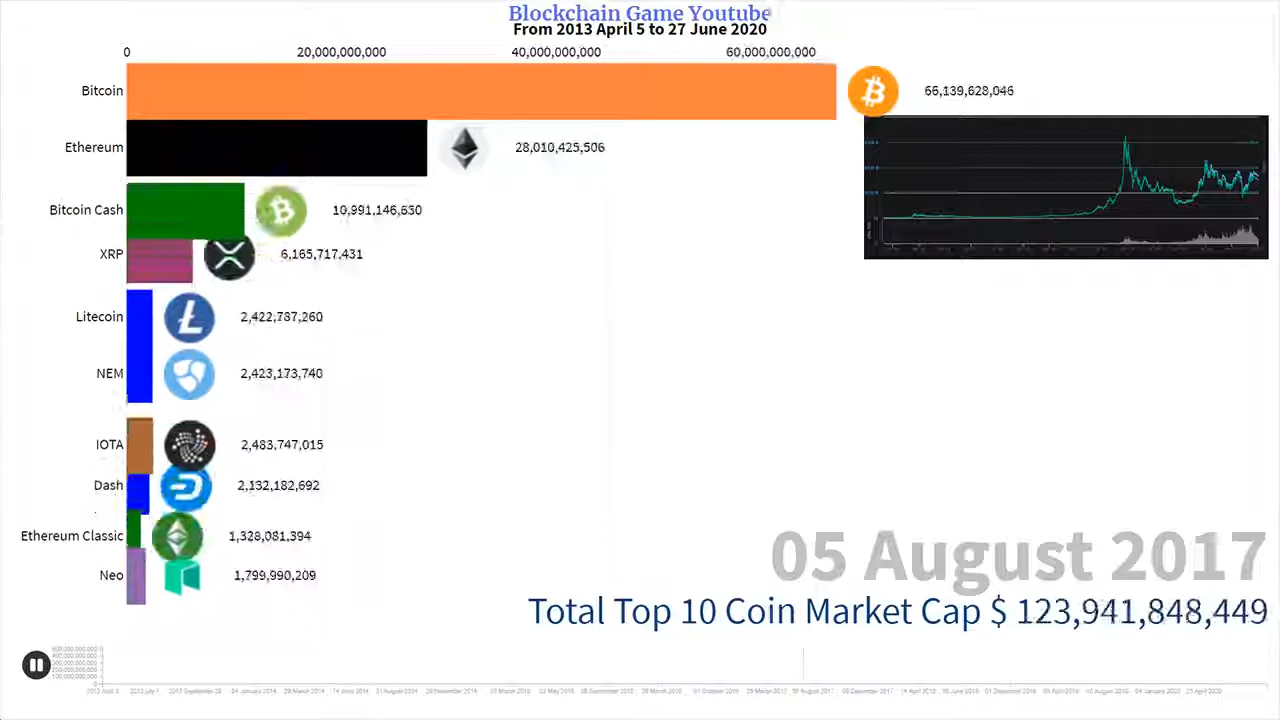 Blockchain Game Youtube
From 2013 April 5 to 27 June 2020
0 20,000,000,000 40,000,000,000 60,000,000,000
Bitcoin 66,139,628,046
Ethereum 28,010,425,506
Bitcoin Cash 10,991,146,630
XRP 6,165,717,431
Litecoin 2,422,787,260
NEM 2,423,173,740
IOTA 2,483,747,015
Dash 2,132,182,692
Ethereum Classic 1,328,081,394
Neo 1,799,990,209
05 August 2017
Total Top 10 Coin Market Cap $ 123,941,848,449